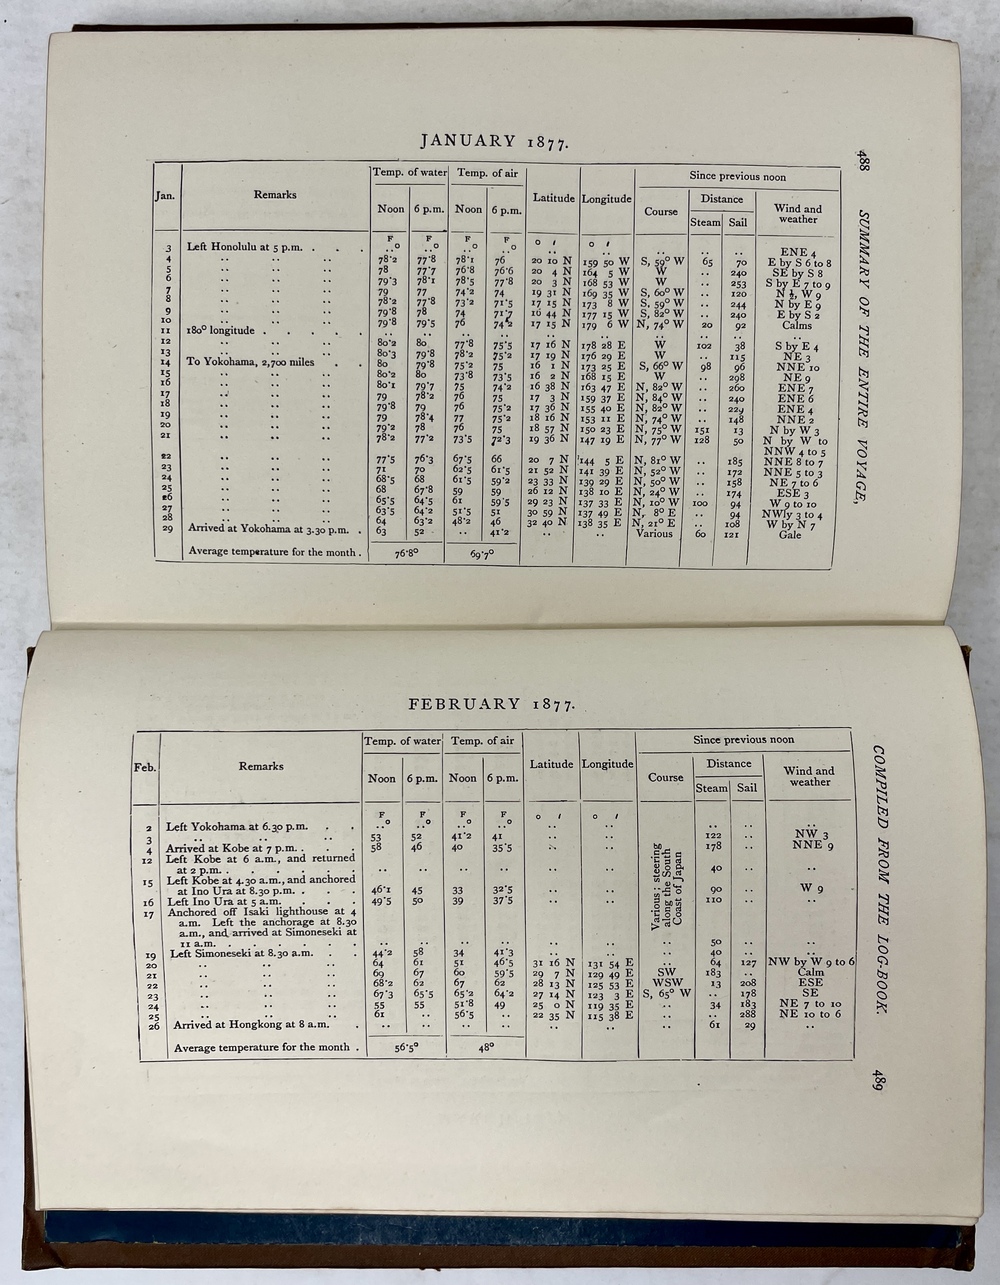 488 SUMMARY OF THE ENTIRE VOYAGE,
JANUARY 1877.
Jan. Remarks Temp. of water Temp. of air Latitude Longitude Since previous noon
Noon 6 p.m. Noon 6 p.m. Course Distance Wind and weather
Steam Sail
F° F° F° F° ° ′ ° ′
3 Left Honolulu at 5 p.m. . . . .. .. .. .. .. .. .. .. .. ENE 4
4 .. .. .. 78·2 77·8 78·1 76 20 10 N 159 50 W S, 59° W 65 70 E by S 6 to 8
5 .. .. .. 78 77·7 76·8 76·6 20 4 N 164 5 W W .. 240 SE by S 8
6 .. .. .. 79·3 78·1 78·5 77·8 20 3 N 168 53 W W .. 253 S by E 7 to 9
7 .. .. .. 79 77 74·2 74 19 31 N 169 35 W S, 60° W .. 120 N ½, W 9
8 .. .. .. 78·2 77·8 73·2 71·5 17 15 N 173 8 W S, 59° W .. 244 N by E 9
9 .. .. .. 79·8 78 74 71·7 16 44 N 177 15 W S, 82° W .. 240 E by S 2
10 .. .. .. 79·8 79·5 76 74·2 17 15 N 179 6 W N, 74° W 20 92 Calms
11 180° longitude . . . . .. .. .. .. .. .. .. .. .. ..
12 .. .. .. 80·2 80 77·8 75·5 17 16 N 178 28 E W 102 38 S by E 4
13 .. .. .. 80·3 79·8 78·2 75·2 17 19 N 176 29 E W .. 115 NE 3
14 To Yokohama, 2,700 miles . . 80 79·8 75·2 75 16 1 N 173 25 E S, 66° W 98 96 NNE 10
15 .. .. .. 80·2 80 73·8 73·5 16 2 N 168 15 E W .. 298 NE 9
16 .. .. .. 80·1 79·7 75 74·2 16 38 N 163 47 E N, 82° W .. 260 ENE 7
17 .. .. .. 79 78·2 76 75 17 3 N 159 37 E N, 84° W .. 240 ENE 6
18 .. .. .. 79·8 79 76 75·2 17 36 N 155 40 E N, 82° W .. 229 ENE 4
19 .. .. .. 79 78·4 77 75·2 18 16 N 153 11 E N, 74° W .. 148 NNE 2
20 .. .. .. 79·2 78 76 75 18 57 N 150 23 E N, 75° W 151 13 N by W 3
21 .. .. .. 78·2 77·2 73·5 72·3 19 36 N 147 19 E N, 77° W 128 50 N by W to
NNW 4 to 5
22 .. .. .. 77·5 76·3 67·5 66 20 7 N 144 5 E N, 81° W .. 185 NNE 8 to 7
23 .. .. .. 71 70 62·5 61·5 21 52 N 141 39 E N, 52° W .. 172 NNE 5 to 3
24 .. .. .. 68·5 68 61·5 59·2 23 33 N 139 29 E N, 50° W .. 158 NE 7 to 6
25 .. .. .. 68 67·8 59 59 26 12 N 138 10 E N, 24° W .. 174 ESE 3
26 .. .. .. 65·5 64·5 61 59·5 29 23 N 137 33 E N, 10° W 100 94 W 9 to 10
27 .. .. .. 63·5 64·2 51·5 51 30 59 N 137 49 E N, 8° E .. 94 NWly 3 to 4
28 .. .. .. 64 63·2 48·2 46 32 40 N 138 35 E N, 21° E .. 108 W by N 7
29 Arrived at Yokohama at 3.30 p.m. . 63 52 .. 41·2 .. .. Various 60 121 Gale
Average temperature for the month . 76·8° 69·7°
COMPILED FROM THE LOG-BOOK. 489
FEBRUARY 1877.
Feb. Remarks Temp. of water Temp. of air Latitude Longitude Since previous noon
Noon 6 p.m. Noon 6 p.m. Course Distance Wind and weather
Steam Sail
F° F° F° F° ° ′ ° ′
2 Left Yokohama at 6.30 p.m. . . .. .. .. .. .. .. .. .. ..
3 .. .. .. 53 52 41·2 41 .. .. 122 .. NW 3
4 Arrived at Kobe at 7 p.m. . . . 58 46 40 35·5 .. .. 178 .. NNE 9
12 Left Kobe at 6 a.m., and returned
at 2 p.m. . . . . . . .. .. .. .. .. .. 40 .. ..
15 Left Kobe at 4.30 a.m., and anchored
at Ino Ura at 8.30 p.m. . . . 46·1 45 33 32·5 .. .. 90 .. W 9
16 Left Ino Ura at 5 a.m. . . . 49·5 50 39 37·5 .. .. 110 .. ..
17 Anchored off Isaki lighthouse at 4
a.m. Left the anchorage at 8.30
a.m., and arrived at Simoneseki at
11 a.m. . . . . . . .. .. .. .. .. .. 50 .. ..
Various; steering
along the South
Coast of Japan
19 Left Simoneseki at 8.30 a.m. . . 44·2 58 34 41·3 .. .. 40 .. ..
20 .. .. .. 64 61 51 46·5 31 16 N 131 54 E .. 64 127 NW by W 9 to 6
21 .. .. .. 69 67 60 59·5 29 7 N 129 49 E SW 183 .. Calm
22 .. .. .. 68·2 62 67 62 28 13 N 125 53 E WSW 13 208 ESE
23 .. .. .. 67·3 65·5 65·2 64·2 27 14 N 123 3 E S, 65° W .. 178 SE
24 .. .. .. 55 55 51·8 49 25 0 N 119 35 E .. 34 183 NE 7 to 10
25 .. .. .. 61 .. 56·5 .. 22 35 N 115 38 E .. .. 288 NE 10 to 6
26 Arrived at Hongkong at 8 a.m. . .. .. .. .. .. .. .. 61 29 ..
Average temperature for the month . 56·5° 48°